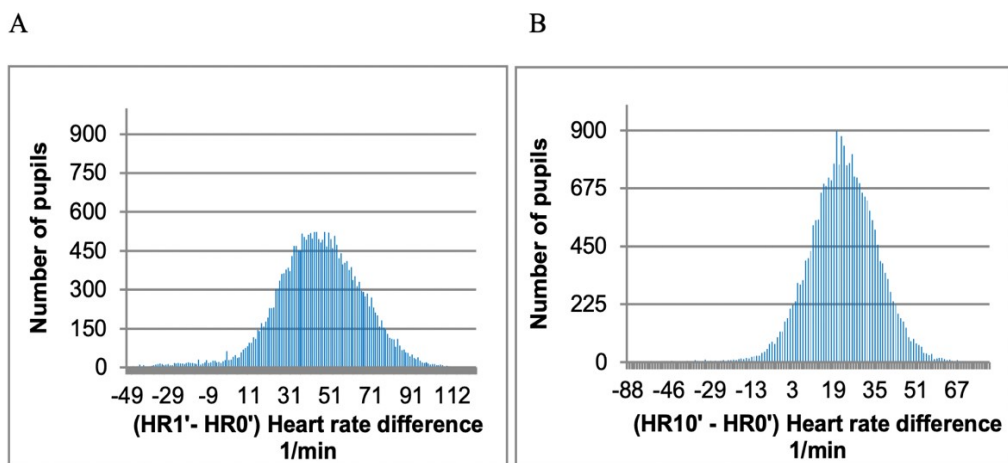 A
B
Number of pupils
900
750
600
450
300
150
0
-49 -29 -9 11 31 51 71 91 112
(HR1'- HR0') Heart rate difference
1/min
Number of pupils
900
675
450
225
0
-88 -46 -29 -13 3 19 35 51 67
(HR10' - HR0') Heart rate difference
1/min